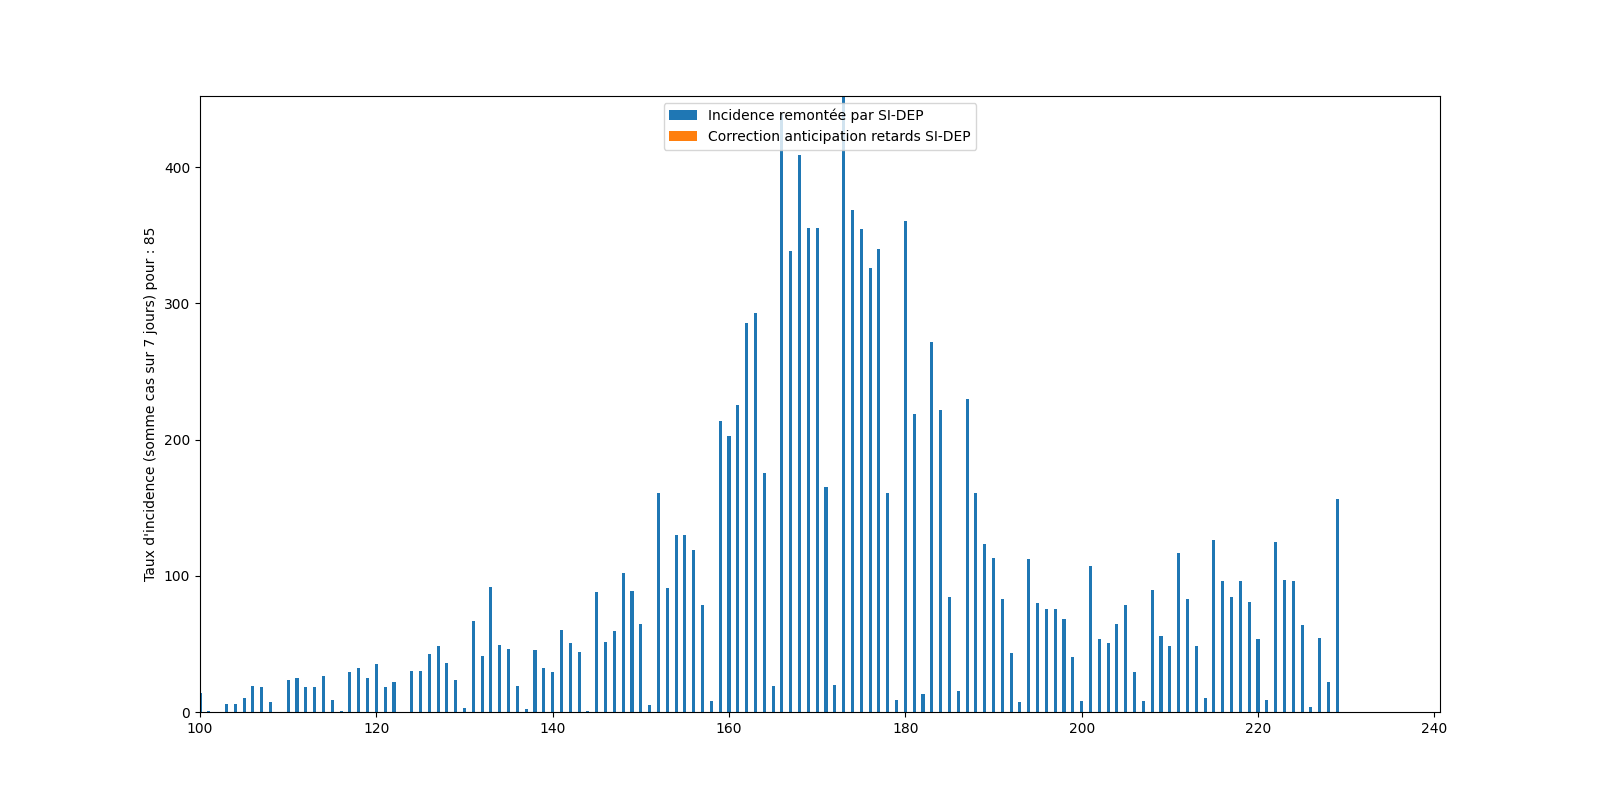 Incidence remontée par SI-DEP
Correction anticipation retards SI-DEP
Taux d'incidence (somme cas sur 7 jours) pour : 85
400
300
200
100
0
100 120 140 160 180 200 220 240